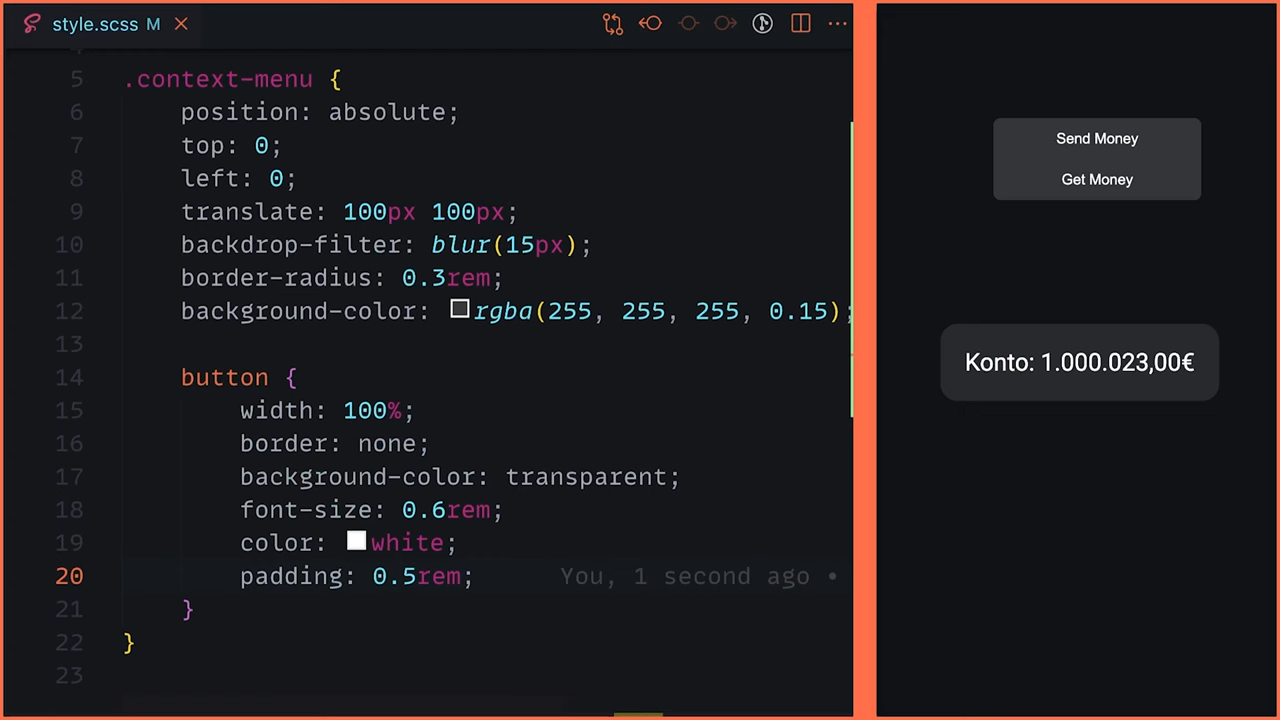 style.scss M
5 .context-menu {
6 position: absolute;
7 top: 0;
8 left: 0;
9 translate: 100px 100px;
10 backdrop-filter: blur(15px);
11 border-radius: 0.3rem;
12 background-color: rgba(255, 255, 255, 0.15);
13
14 button {
15 width: 100%;
16 border: none;
17 background-color: transparent;
18 font-size: 0.6rem;
19 color: white;
20 padding: 0.5rem; You, 1 second ago •
21 }
22 }
23
Send Money
Get Money
Konto: 1.000.023,00€